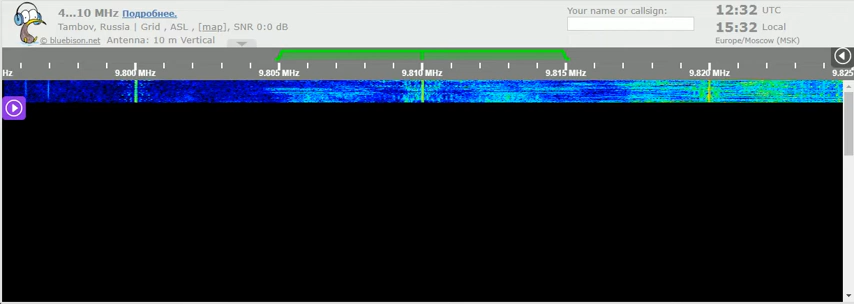 4...10 MHz Подробнее.
Tambov, Russia | Grid , ASL , [map], SNR 0:0 dB
© bluebison.net Antenna: 10 m Vertical
Your name or callsign:
12:32 UTC
15:32 Local
Europe/Moscow (MSK)
Hz 9.800 MHz 9.805 MHz 9.810 MHz 9.815 MHz 9.820 MHz 9.825